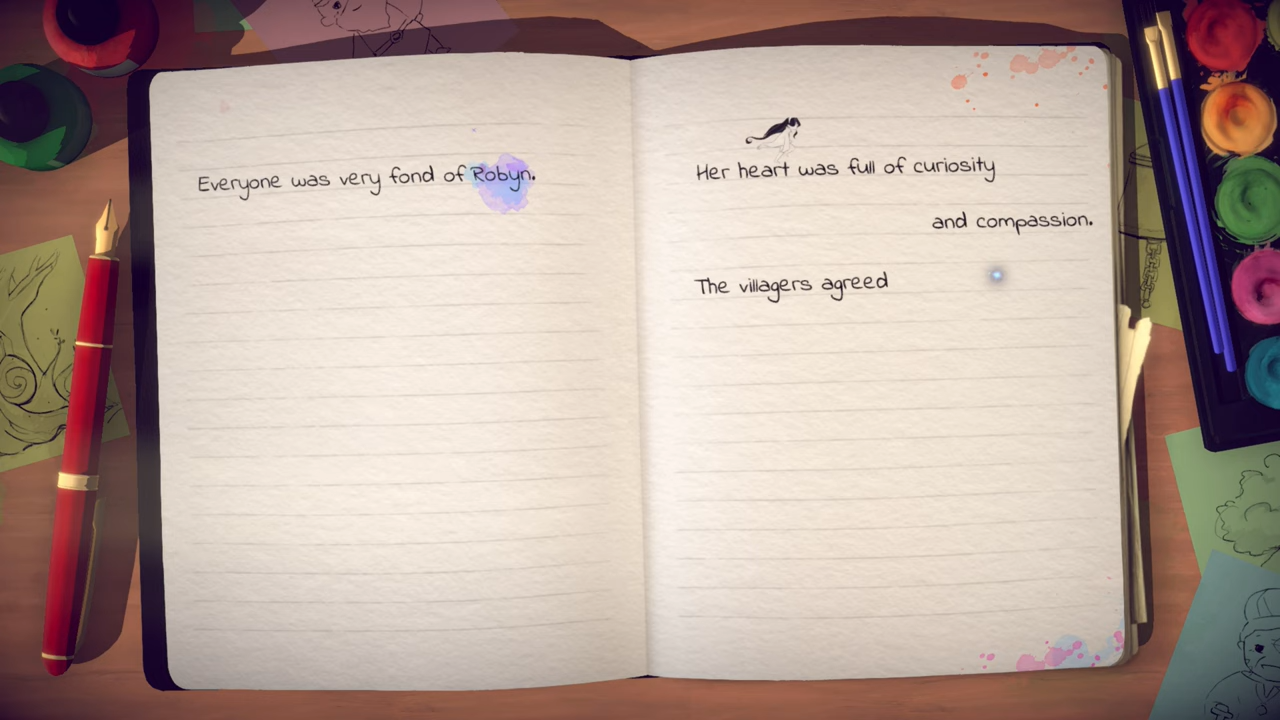 Everyone was very fond of Robyn.
Her heart was full of curiosity
and compassion.
The villagers agreed